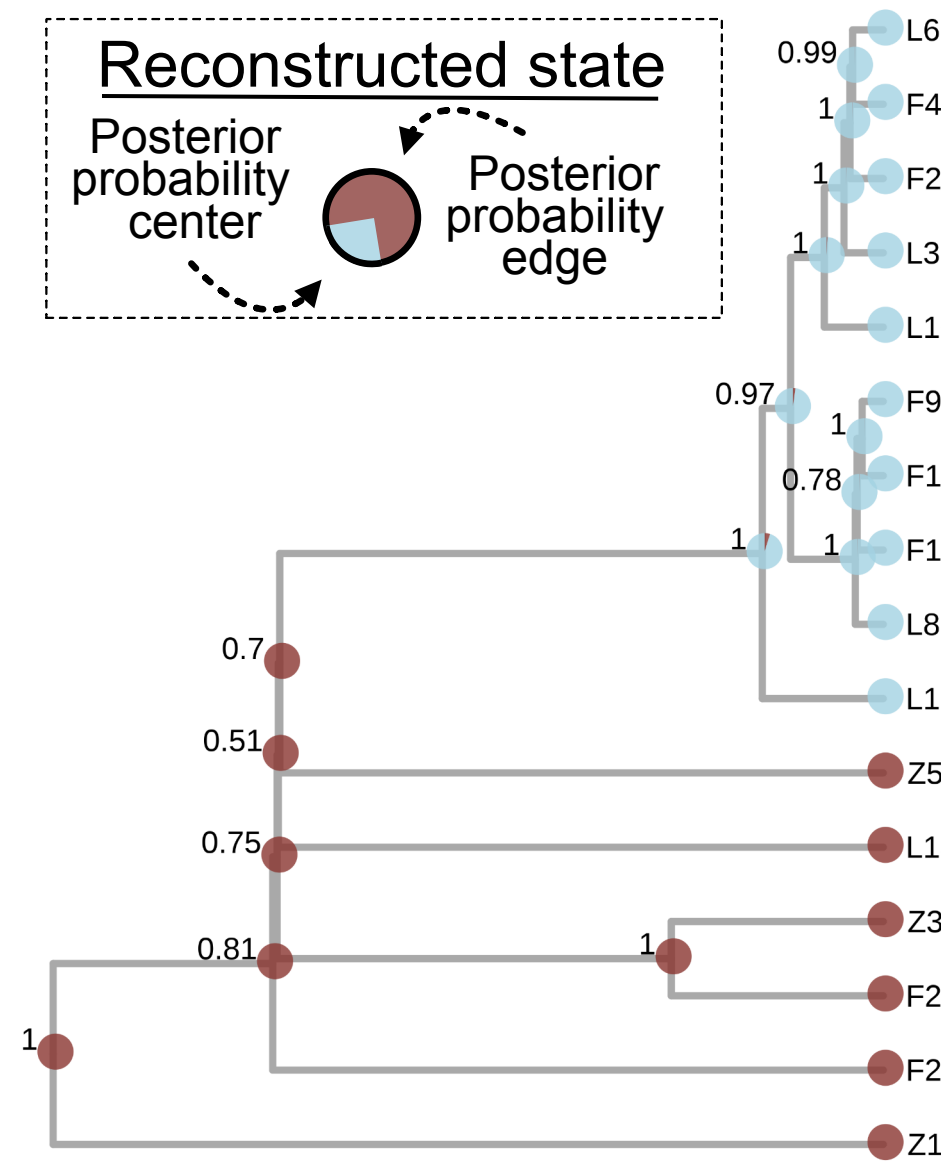 Reconstructed state
Posterior
probability
center
Posterior
probability
edge
L6
0.99
F4
1
F2
1
L3
1
L1
0.97
F9
1
F1
0.78
F1
1
1
L8
0.7
L1
0.51
Z5
0.75
L1
Z3
0.81
1
F2
1
F2
Z1